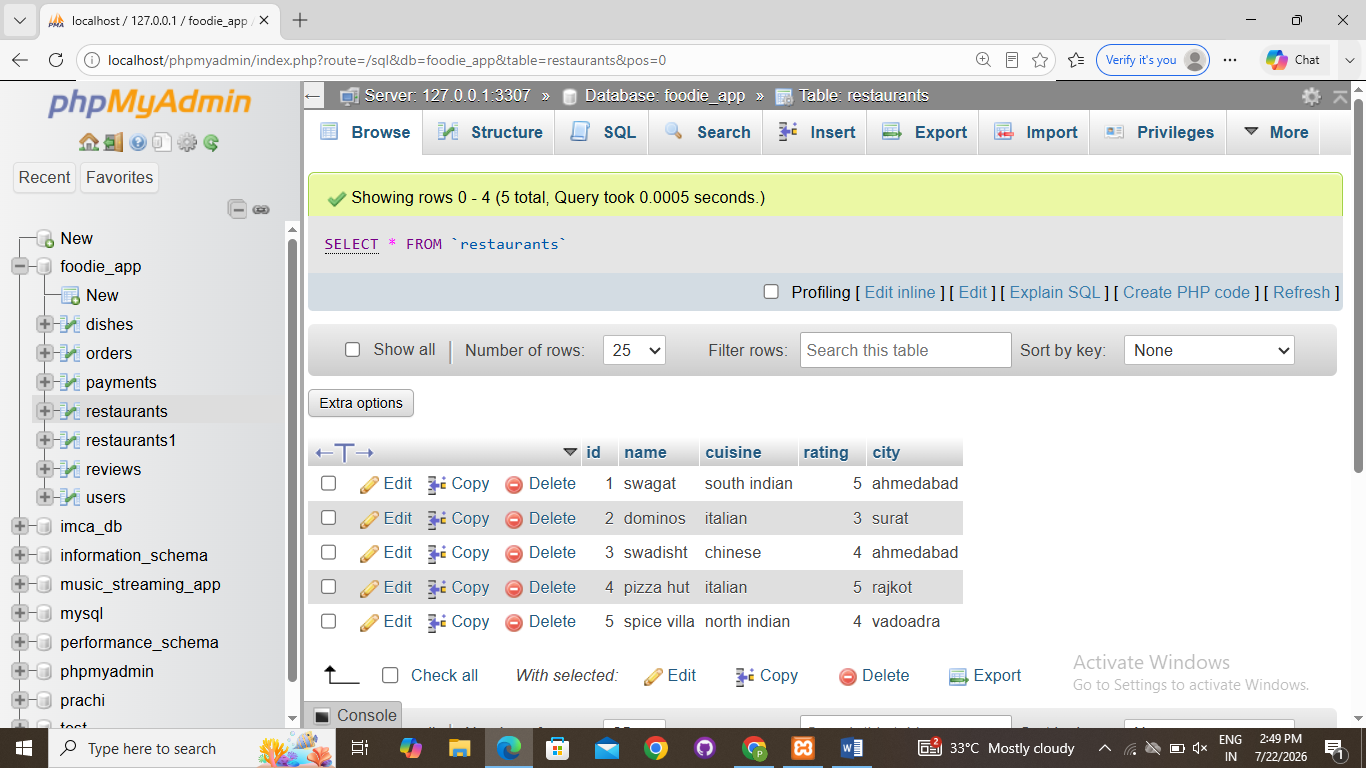 localhost / 127.0.0.1 / foodie_app
localhost/phpmyadmin/index.php?route=/sql&db=foodie_app&table=restaurants&pos=0
Verify it's you
Chat
phpMyAdmin
Recent
Favorites
New
foodie_app
New
dishes
orders
payments
restaurants
restaurants1
reviews
users
imca_db
information_schema
music_streaming_app
mysql
performance_schema
phpmyadmin
prachi
test
Server: 127.0.0.1:3307 » Database: foodie_app » Table: restaurants
Browse Structure SQL Search Insert Export Import Privileges More
Showing rows 0 - 4 (5 total, Query took 0.0005 seconds.)
SELECT * FROM `restaurants`
Profiling [ Edit inline ] [ Edit ] [ Explain SQL ] [ Create PHP code ] [ Refresh ]
Show all Number of rows: 25 Filter rows: Search this table Sort by key: None
Extra options
id name cuisine rating city
Edit Copy Delete 1 swagat south indian 5 ahmedabad
Edit Copy Delete 2 dominos italian 3 surat
Edit Copy Delete 3 swadisht chinese 4 ahmedabad
Edit Copy Delete 4 pizza hut italian 5 rajkot
Edit Copy Delete 5 spice villa north indian 4 vadoadra
Check all With selected: Edit Copy Delete Export
Activate Windows
Go to Settings to activate Windows.
Console
Type here to search
33°C Mostly cloudy
ENG
IN
2:49 PM
7/22/2026